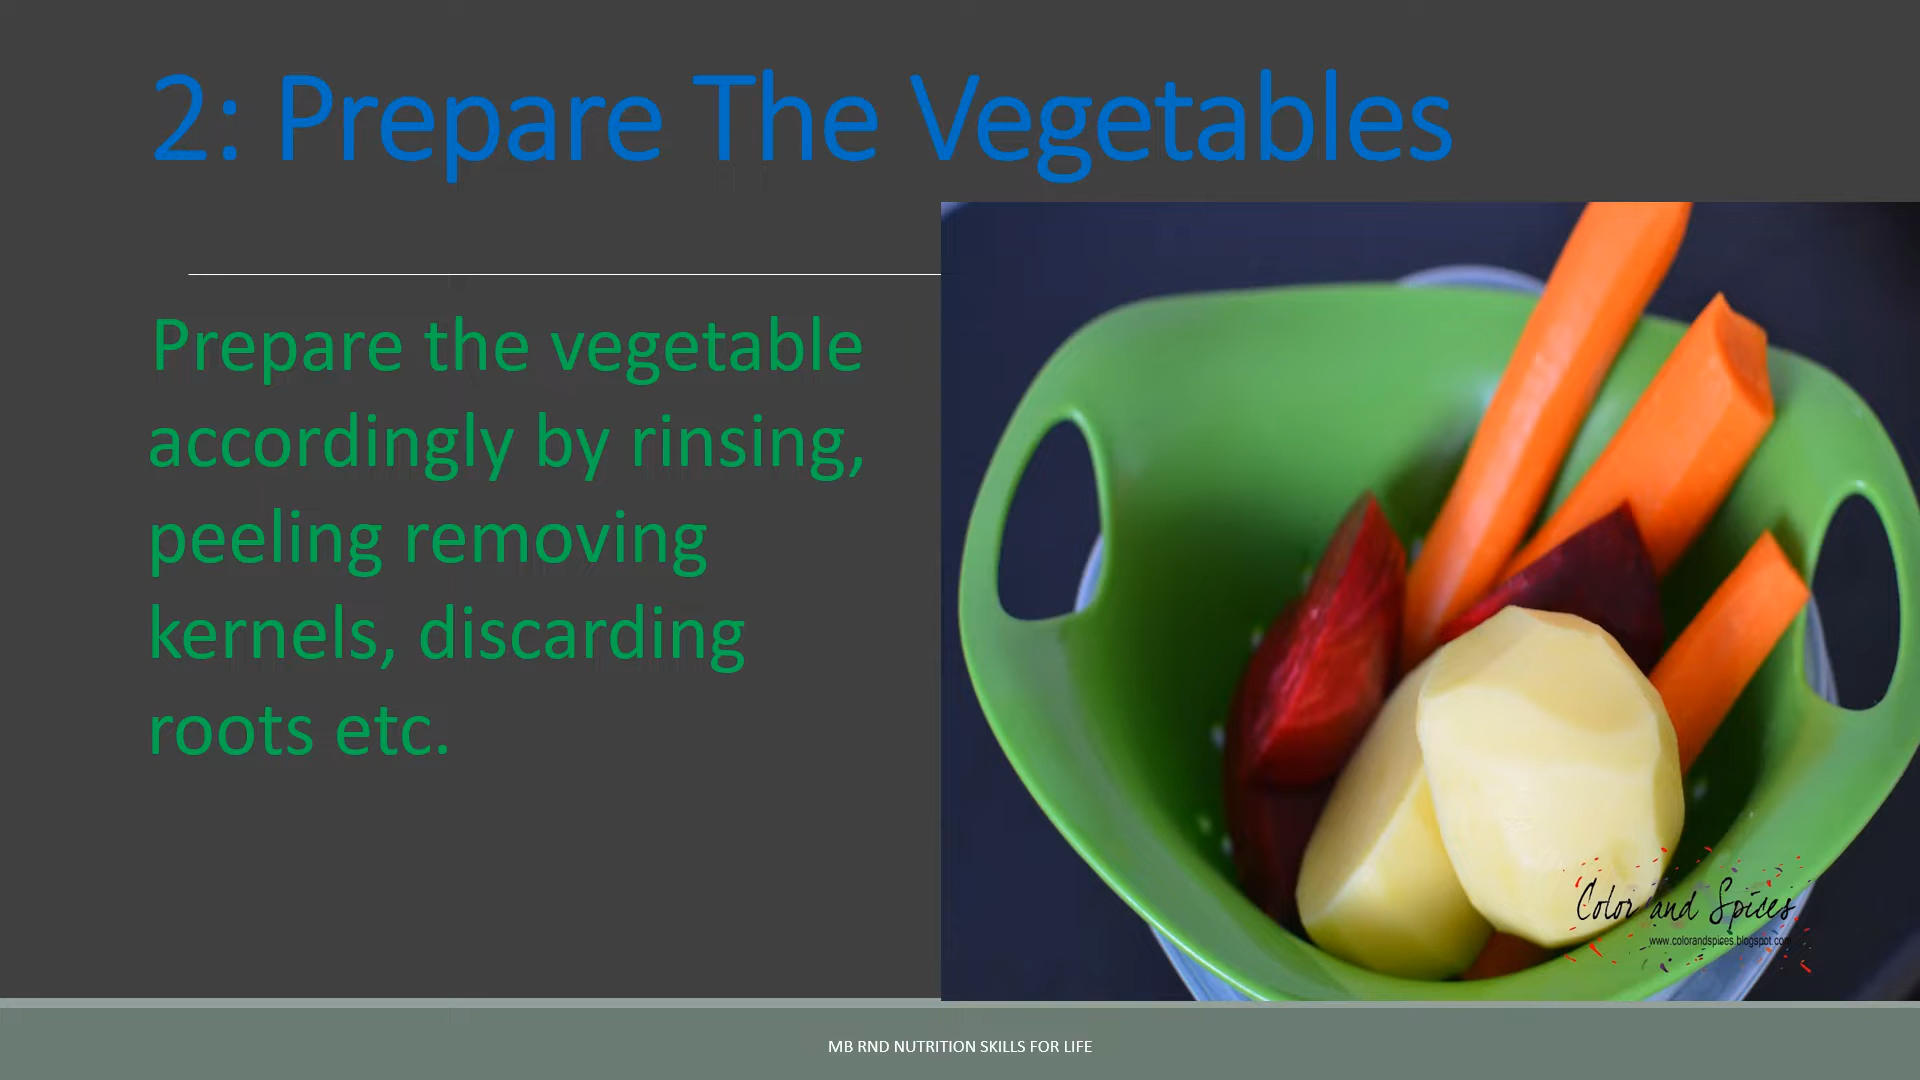 2: Prepare The Vegetables
Prepare the vegetable
accordingly by rinsing,
peeling removing
kernels, discarding
roots etc.
Color and Spices
www.colorandspices.blogspot.com
MB RND NUTRITION SKILLS FOR LIFE